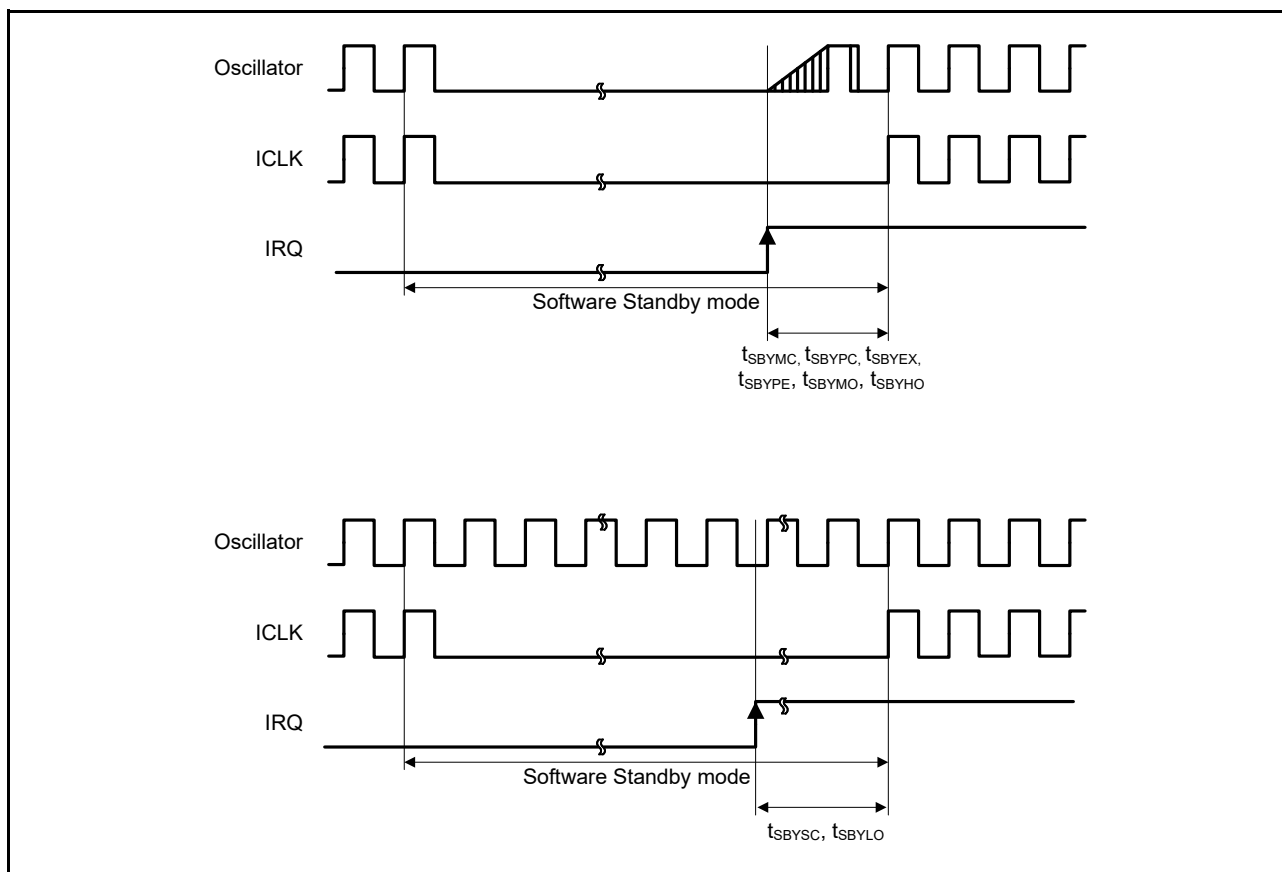 Oscillator
ICLK
IRQ
Software Standby mode
tSBYMC, tSBYPC, tSBYEX,
tSBYPE, tSBYMO, tSBYHO
Oscillator
ICLK
IRQ
Software Standby mode
tSBYSC, tSBYLO